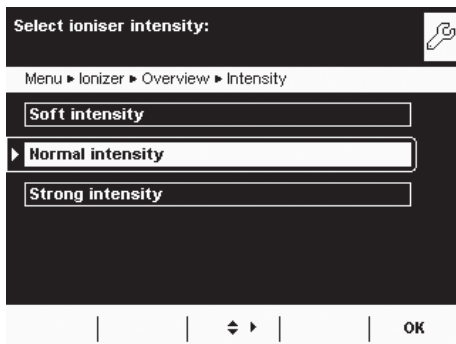 Select ioniser intensity:
Menu ▸ Ionizer ▸ Overview ▸ Intensity
Soft intensity
Normal intensity
Strong intensity
OK